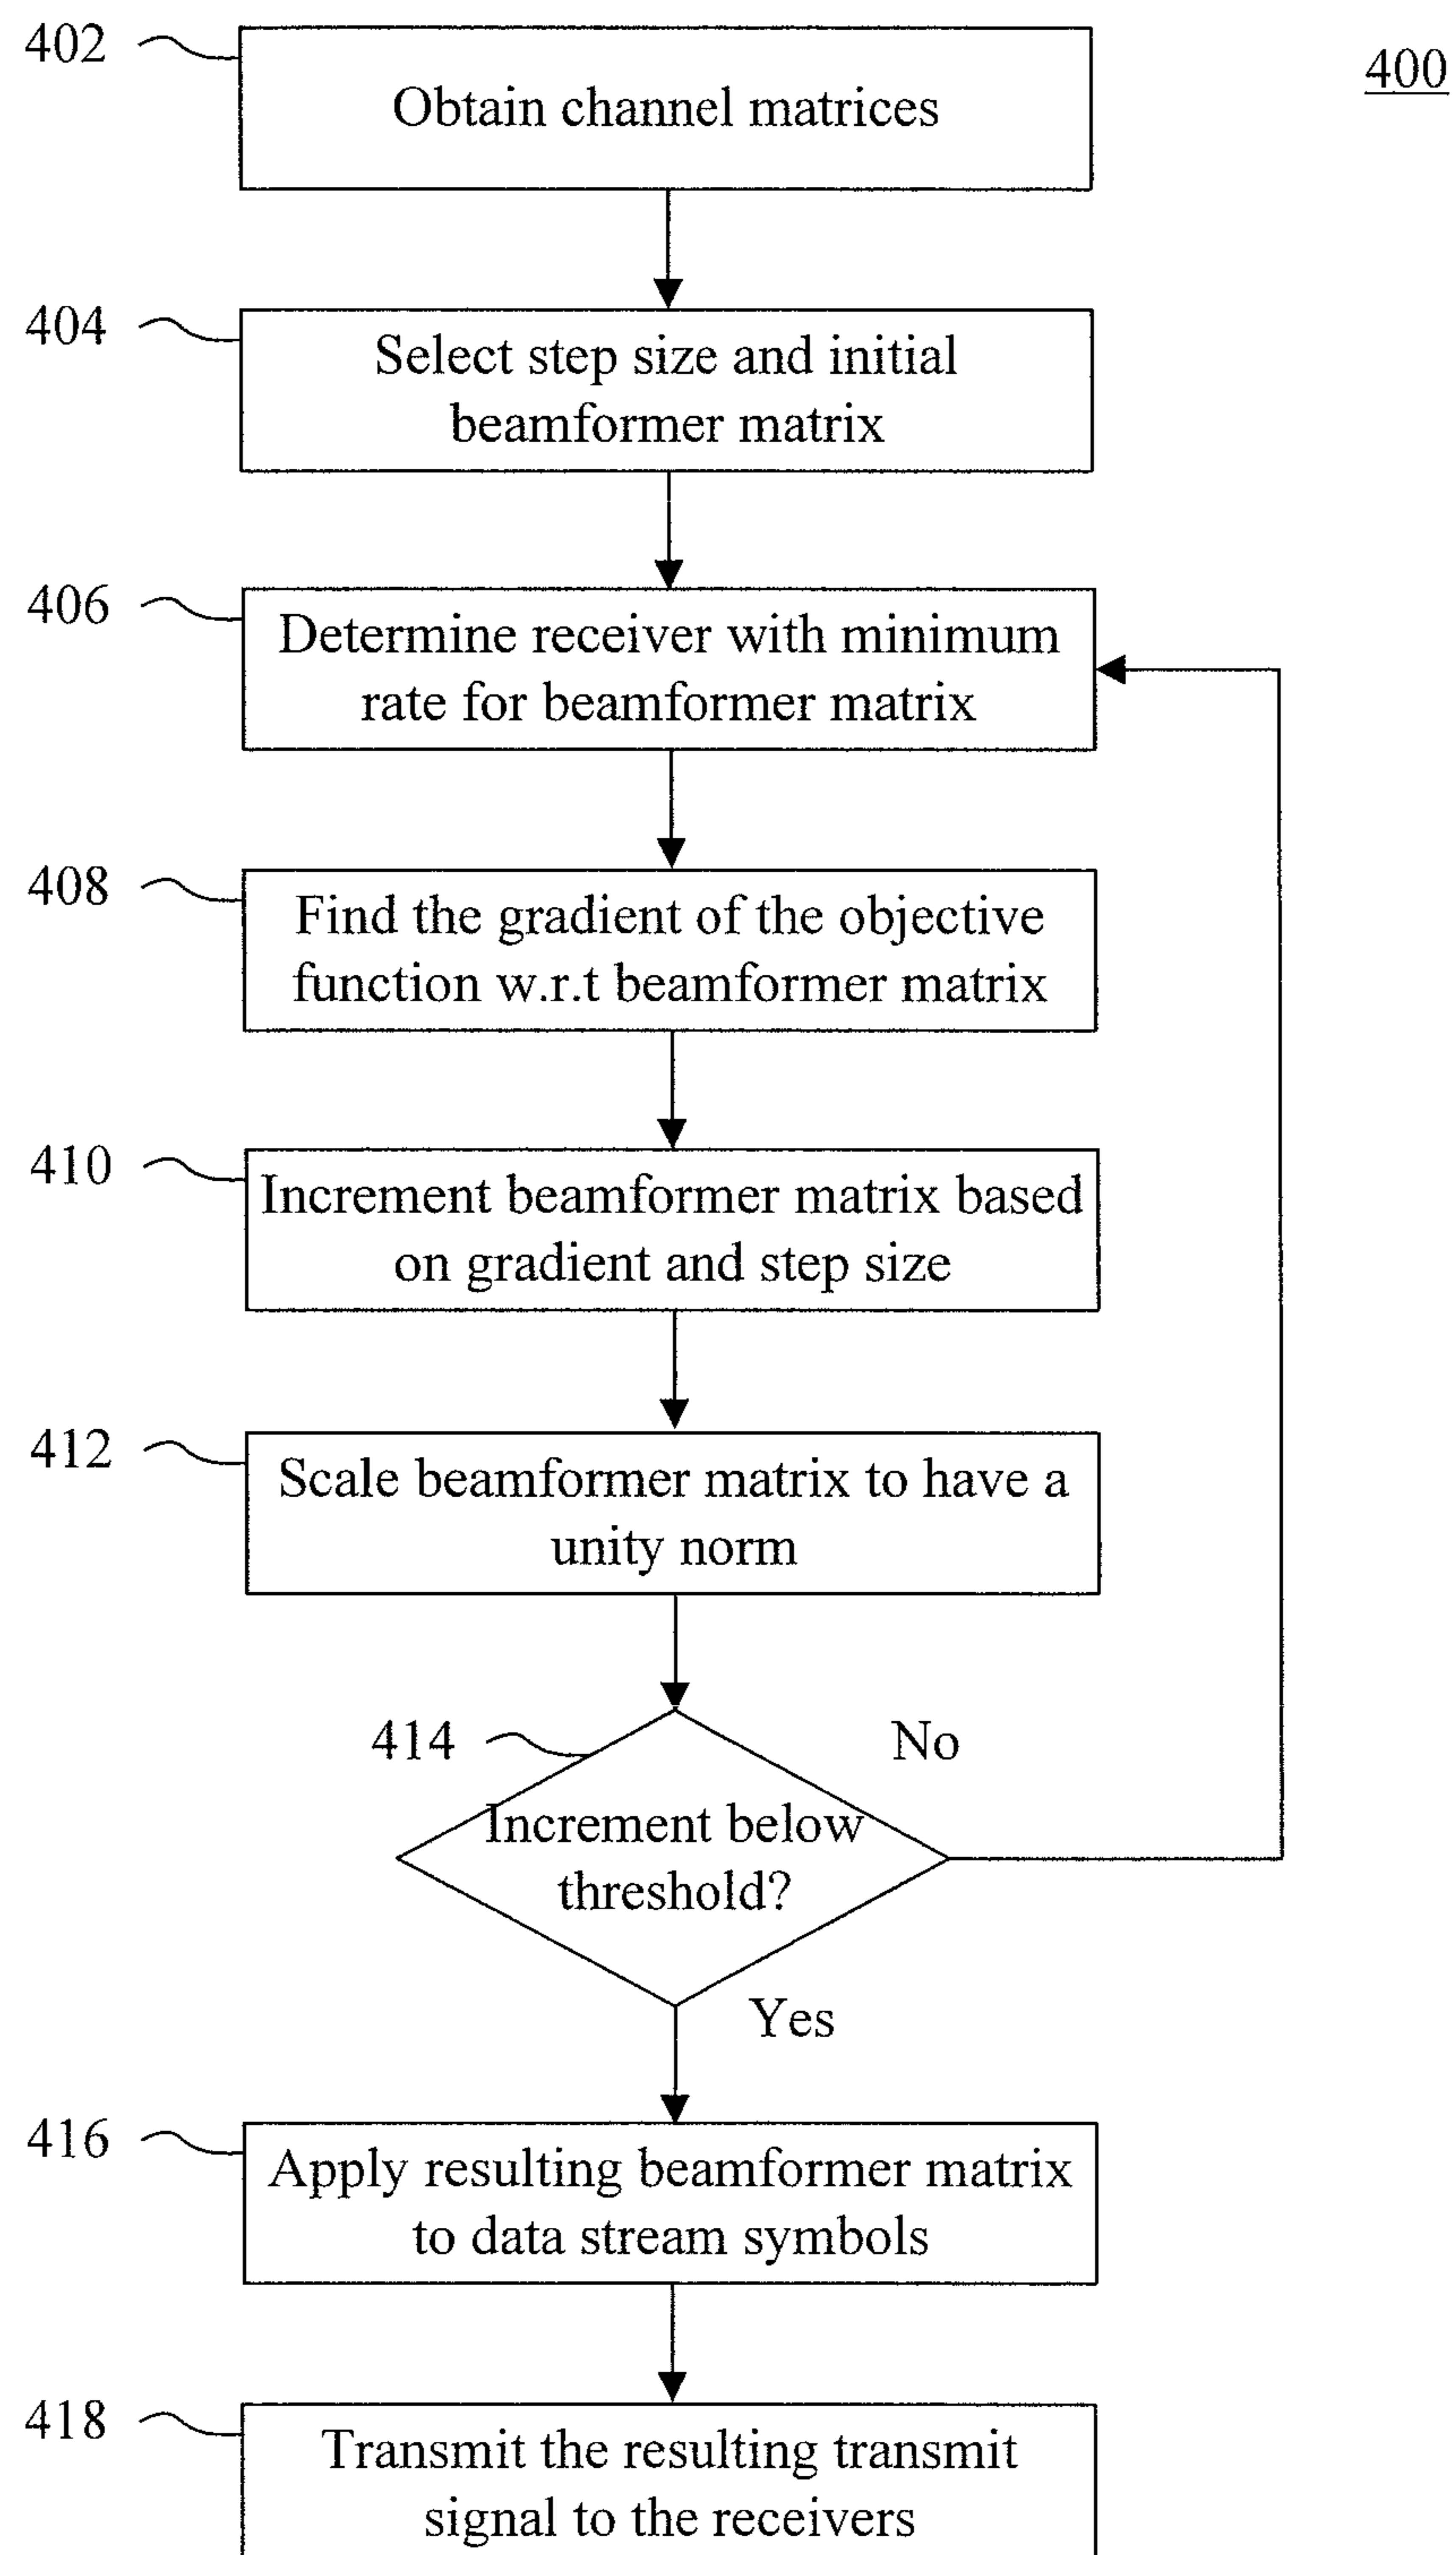 402
400
Obtain channel matrices
404
Select step size and initial
beamformer matrix
406
Determine receiver with minimum
rate for beamformer matrix
408
Find the gradient of the objective
function w.r.t beamformer matrix
410
Increment beamformer matrix based
on gradient and step size
412
Scale beamformer matrix to have a
unity norm
414
No
Increment below
threshold?
Yes
416
Apply resulting beamformer matrix
to data stream symbols
418
Transmit the resulting transmit
signal to the receivers